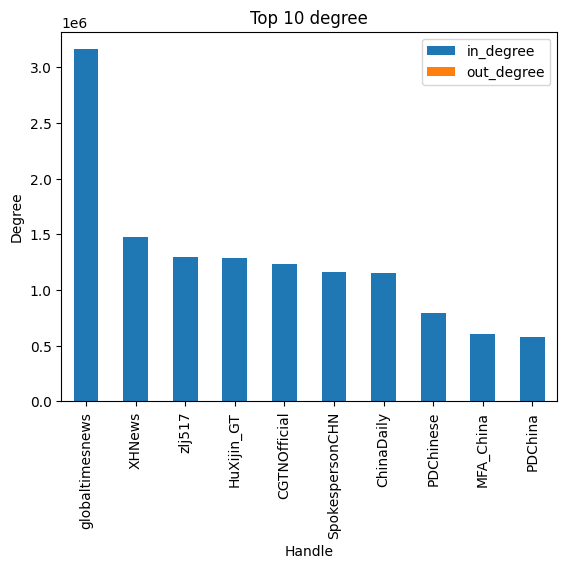 Top 10 degree
1e6
in_degree
out_degree
3.0
2.5
2.0
1.5
1.0
0.5
0.0
Degree
globaltimesnews
XHNews
zlj517
HuXijin_GT
CGTNOfficial
SpokespersonCHN
ChinaDaily
PDChinese
MFA_China
PDChina
Handle